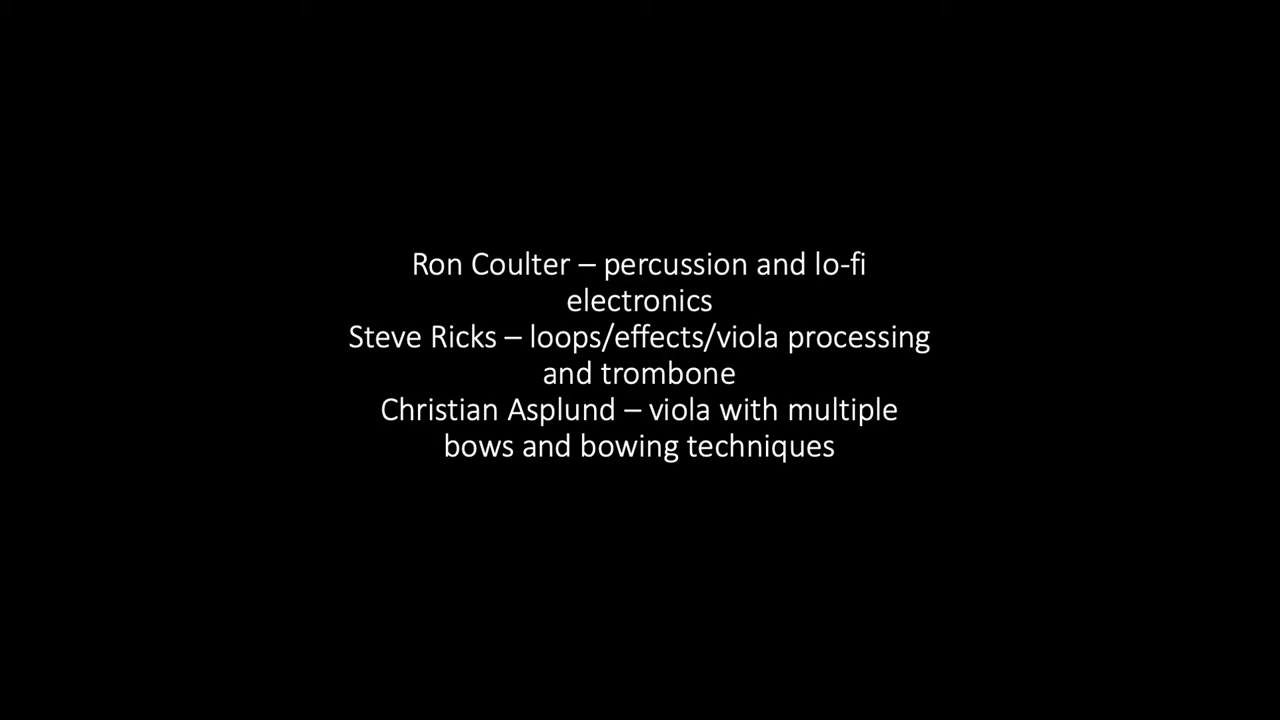 Ron Coulter – percussion and lo-fi
electronics
Steve Ricks – loops/effects/viola processing
and trombone
Christian Asplund – viola with multiple
bows and bowing techniques